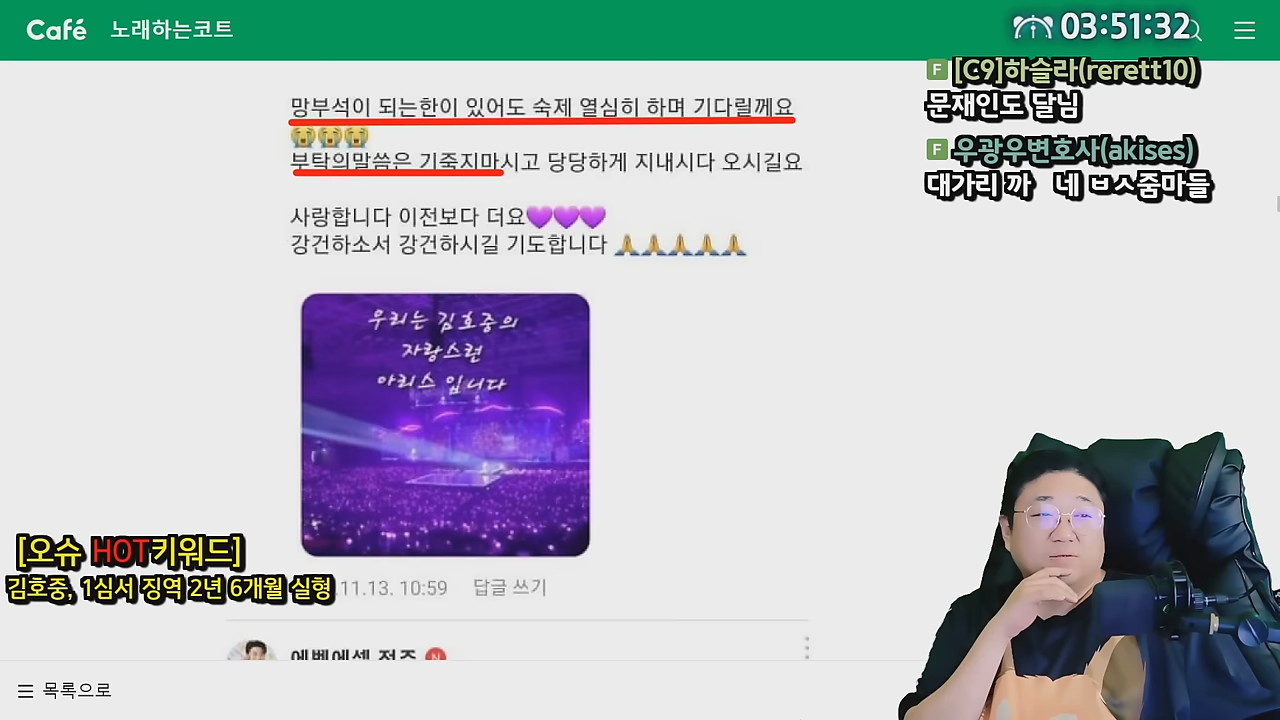 Café 노래하는코트
03:51:32
망부석이 되는한이 있어도 숙제 열심히 하며 기다릴께요
부탁의말씀은 기죽지마시고 당당하게 지내시다 오시길요
사랑합니다 이전보다 더요
강건하소서 강건하시길 기도합니다
우리는 김호중의
자랑스런
아리스 입니다
11.13. 10:59 답글 쓰기
목록으로
F [C9]하슬라(rerett10)
문재인도 달님
F 우광우변호사(akises)
대가리 까 네 ㅂㅅ줌마들
[오슈 HOT키워드]
김호중, 1심서 징역 2년 6개월 실형